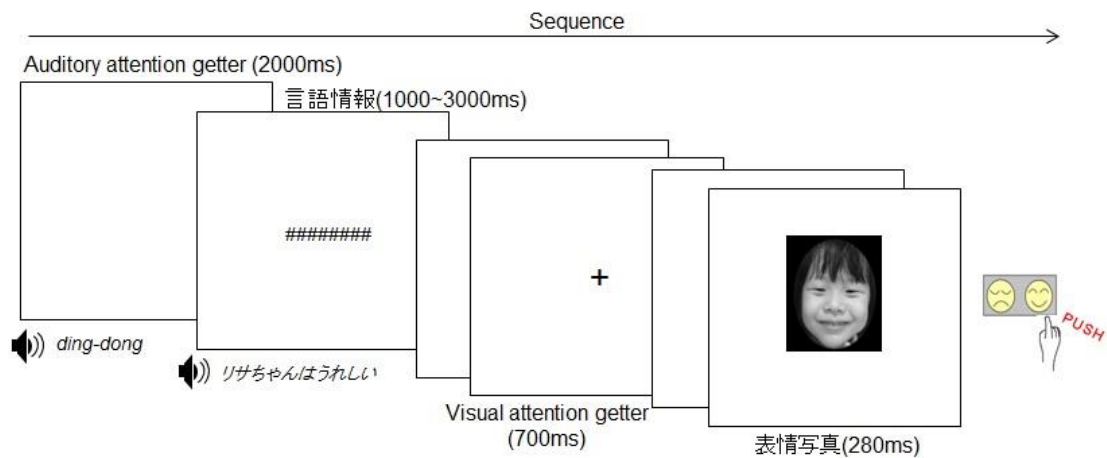 Sequence
Auditory attention getter (2000ms)
言語情報(1000~3000ms)
########
+
ding-dong
リサちゃんはうれしい
PUSH
Visual attention getter
(700ms)
表情写真(280ms)